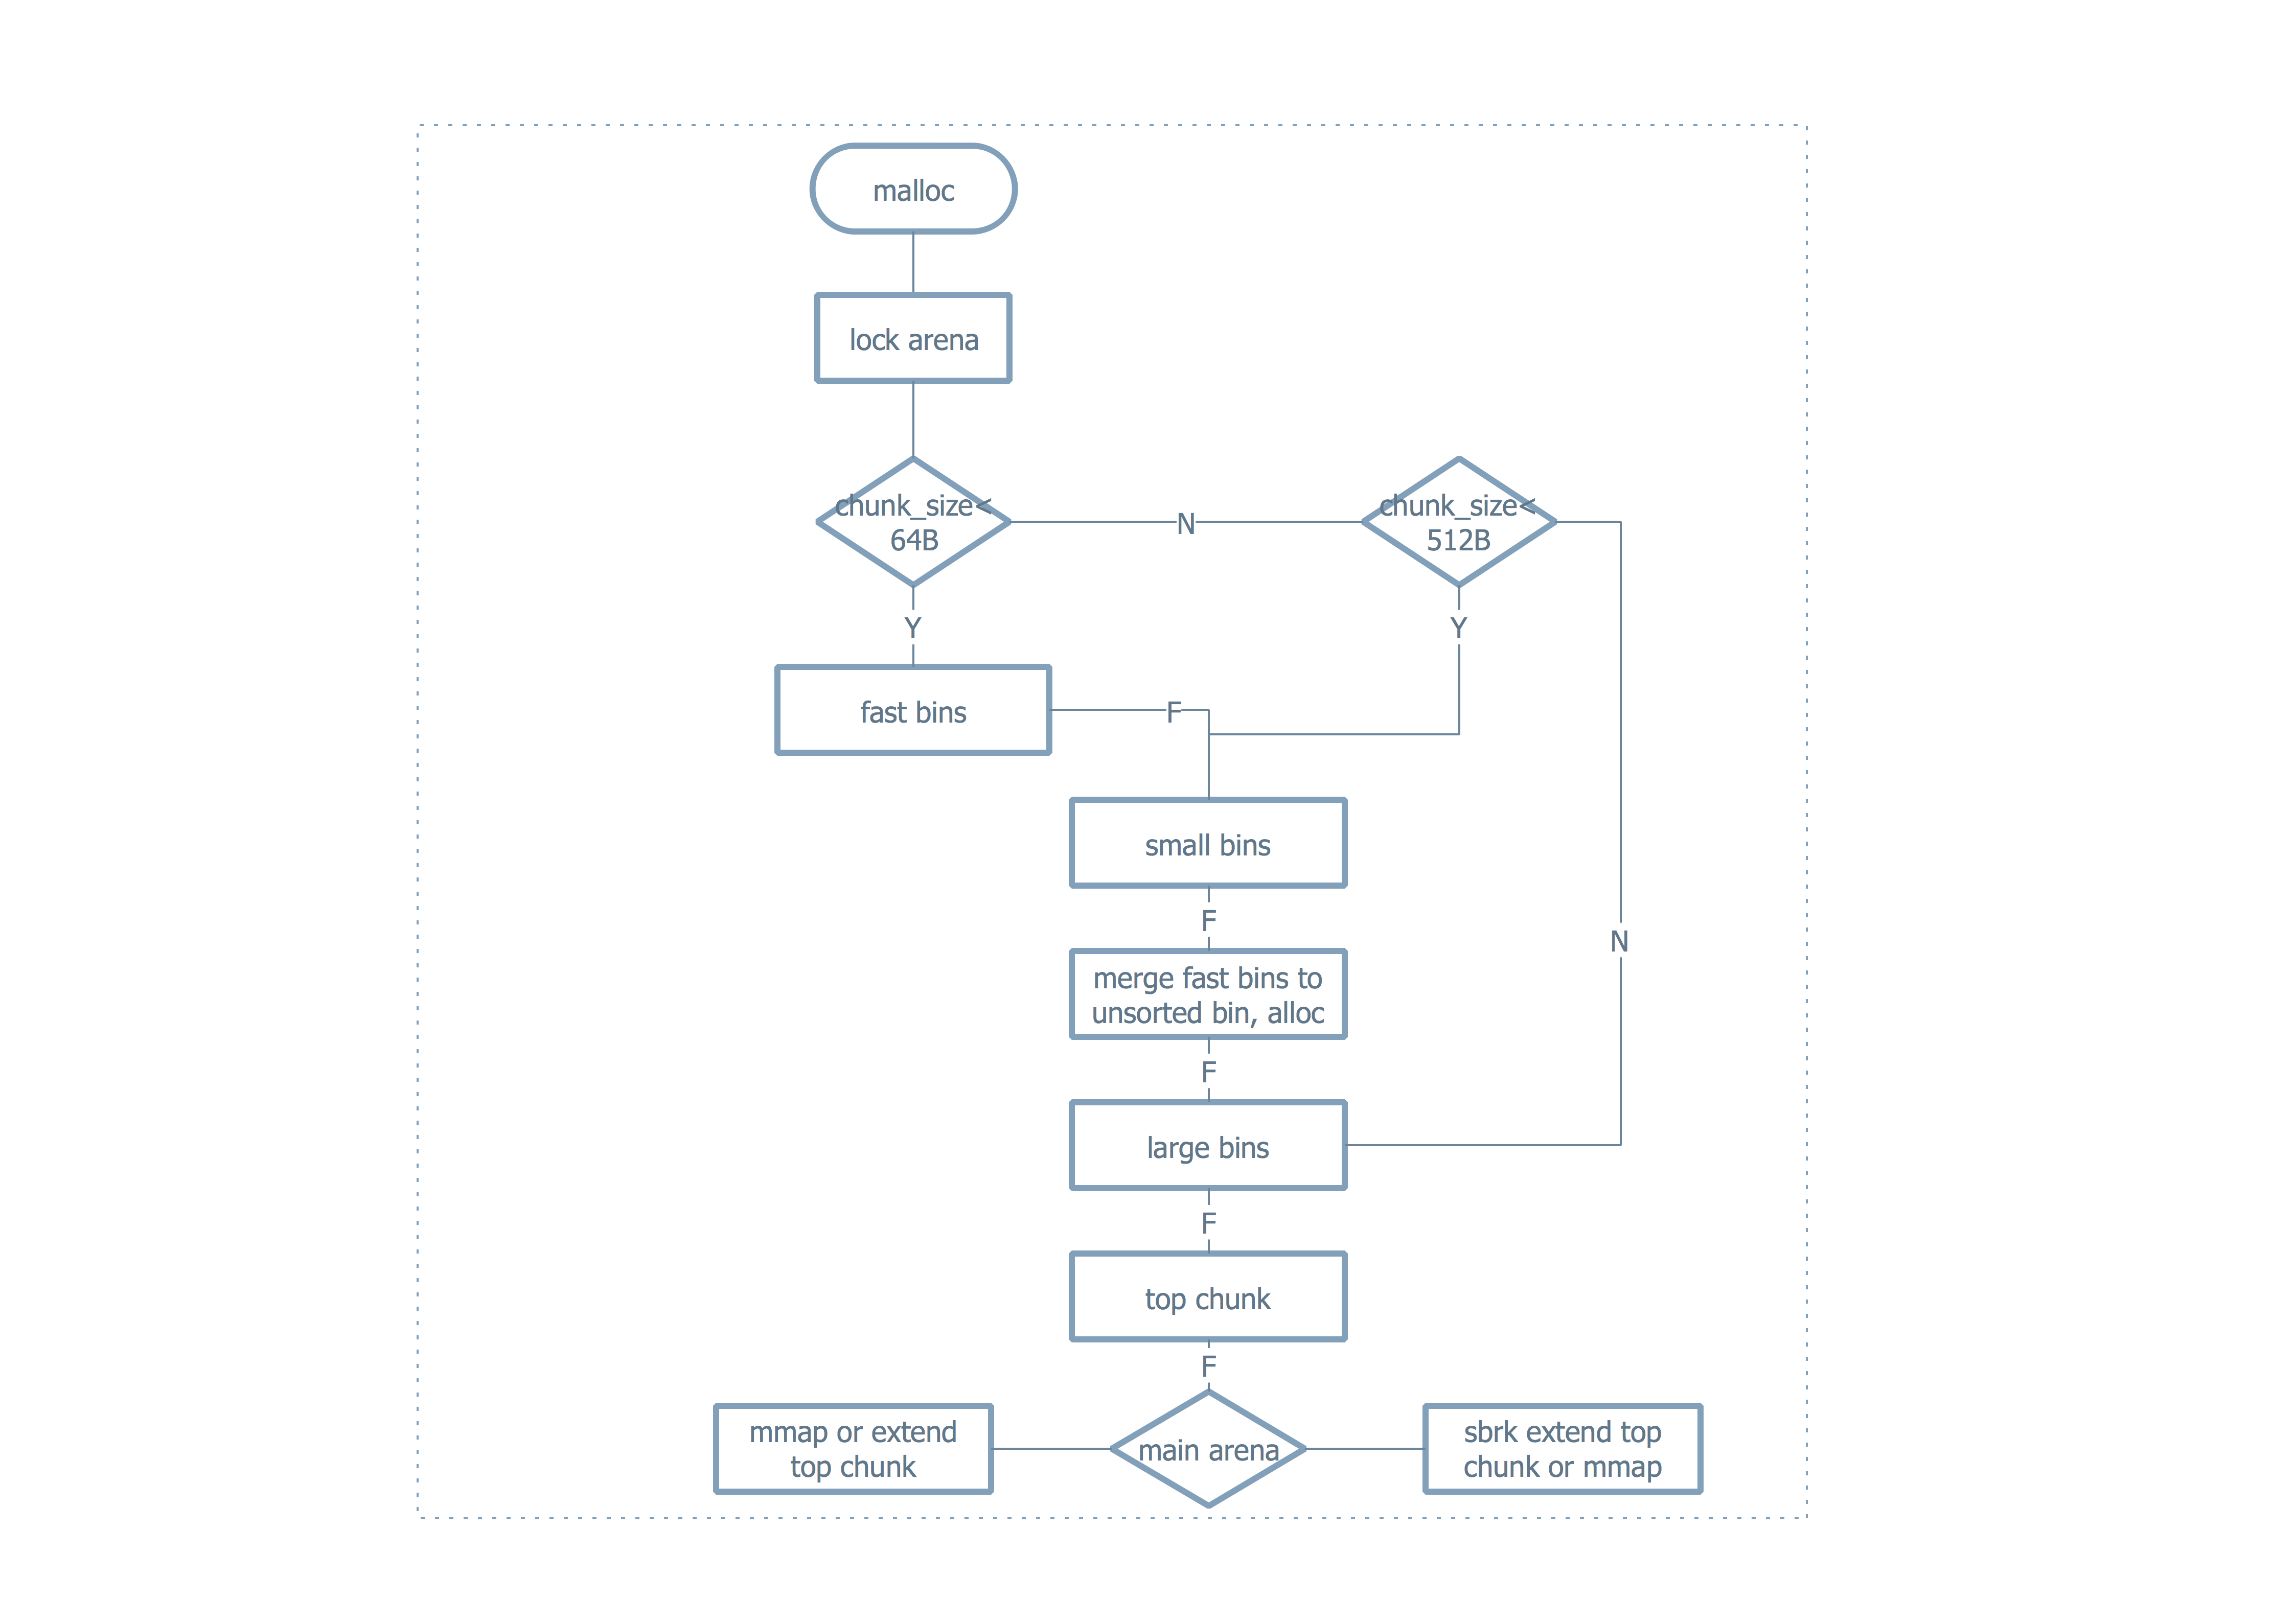 malloc
lock arena
chunk_size<
64B
N
chunk_size<
512B
Y
Y
fast bins
F
small bins
F
N
merge fast bins to
unsorted bin, alloc
F
large bins
F
top chunk
F
mmap or extend
top chunk
main arena
sbrk extend top
chunk or mmap